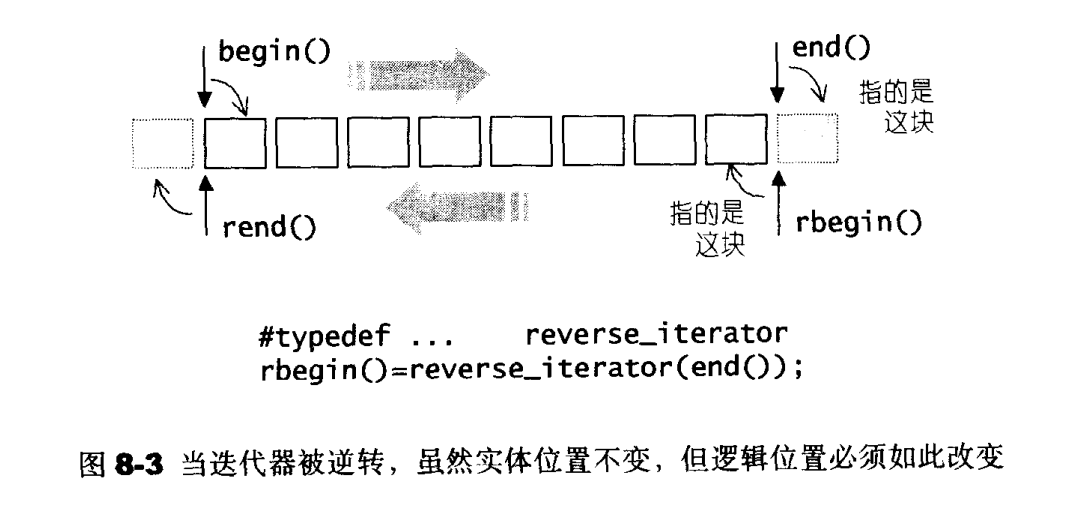 begin()
end()
指的是
这块
rend()
指的是
这块
rbegin()
#typedef ... reverse_iterator
rbegin()=reverse_iterator(end());
图 8-3 当迭代器被逆转，虽然实体位置不变，但逻辑位置必须如此改变